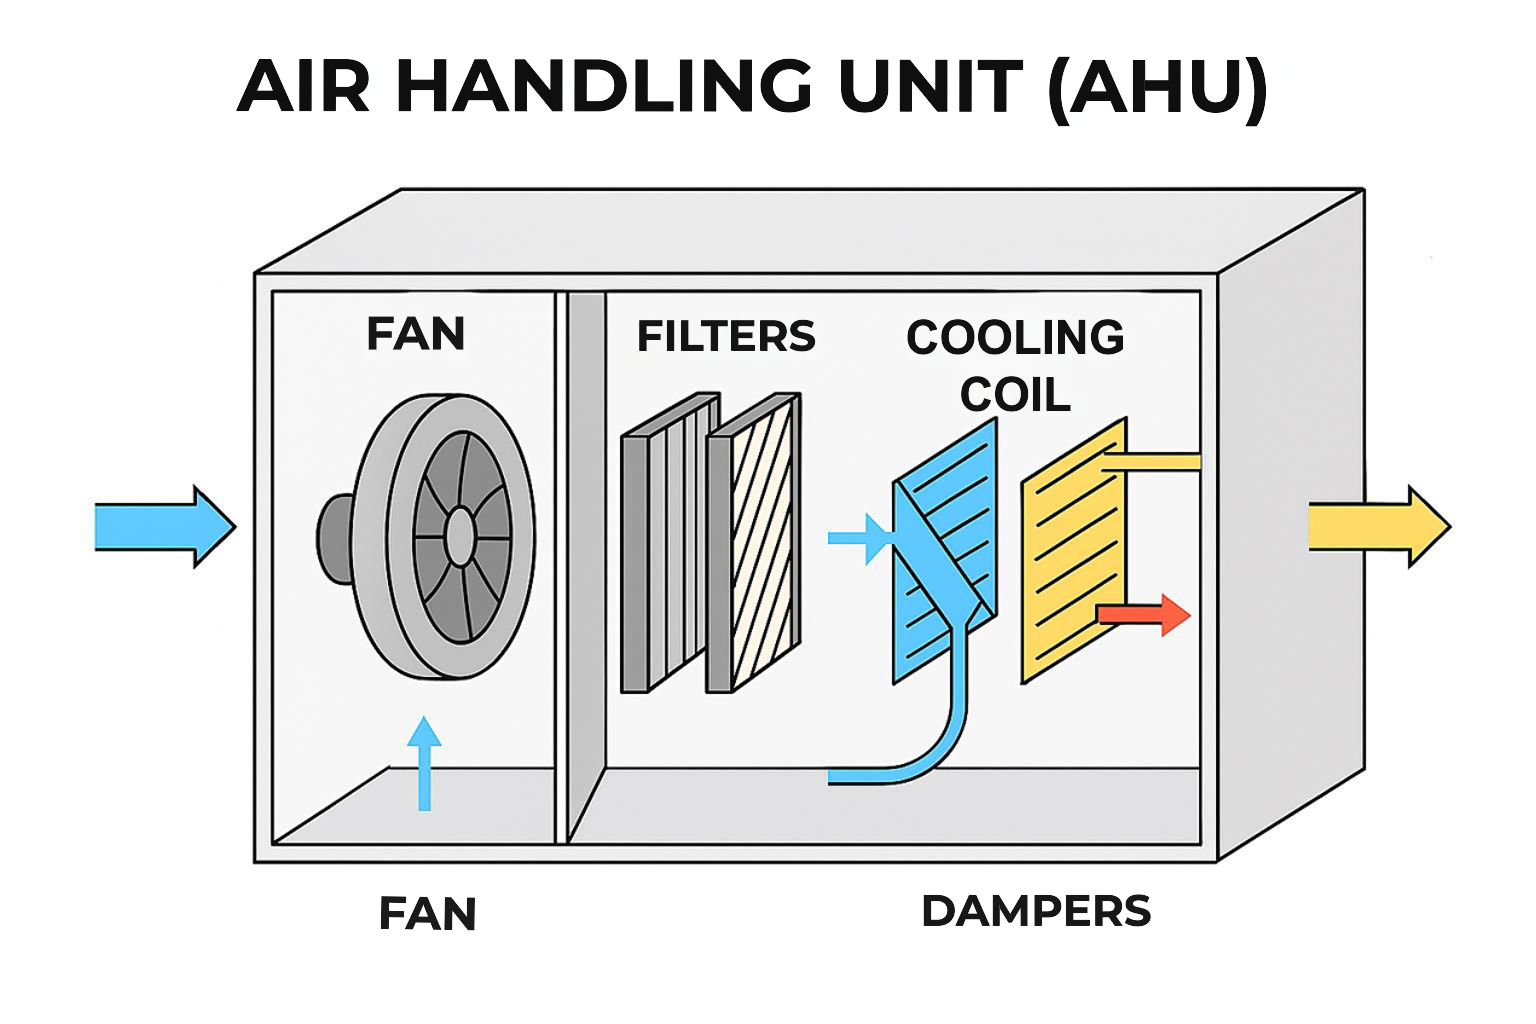 AIR HANDLING UNIT (AHU)
FAN
FILTERS
COOLING
COIL
FAN
DAMPERS